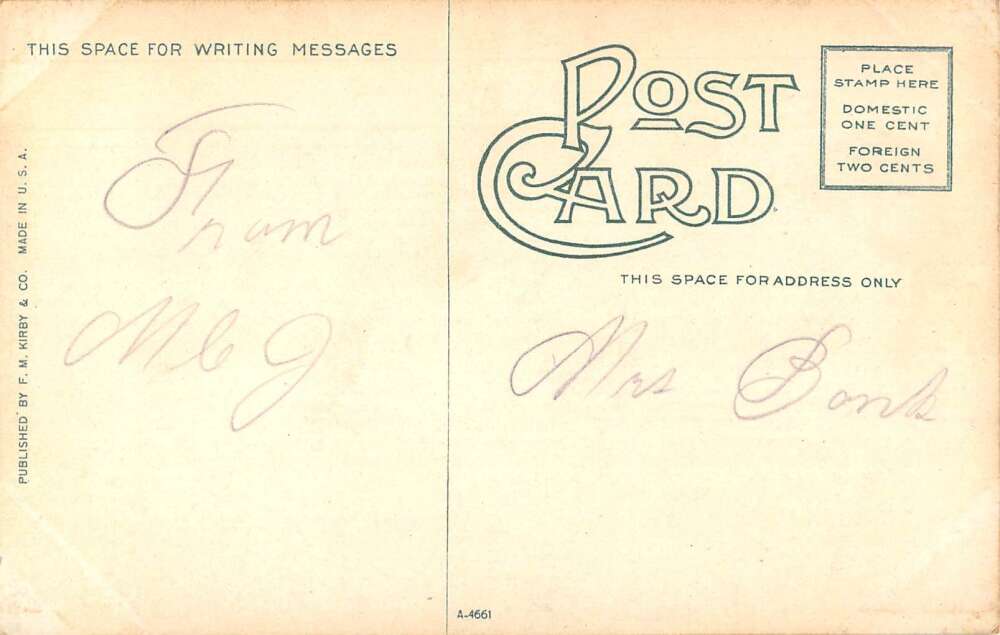 THIS SPACE FOR WRITING MESSAGES
From
PUBLISHED BY F. M. KIRBY & CO. MADE IN U. S. A.
POST
CARD
PLACE
STAMP HERE
DOMESTIC
ONE CENT
FOREIGN
TWO CENTS
THIS SPACE FOR ADDRESS ONLY
Mrs Bonk
A-4661